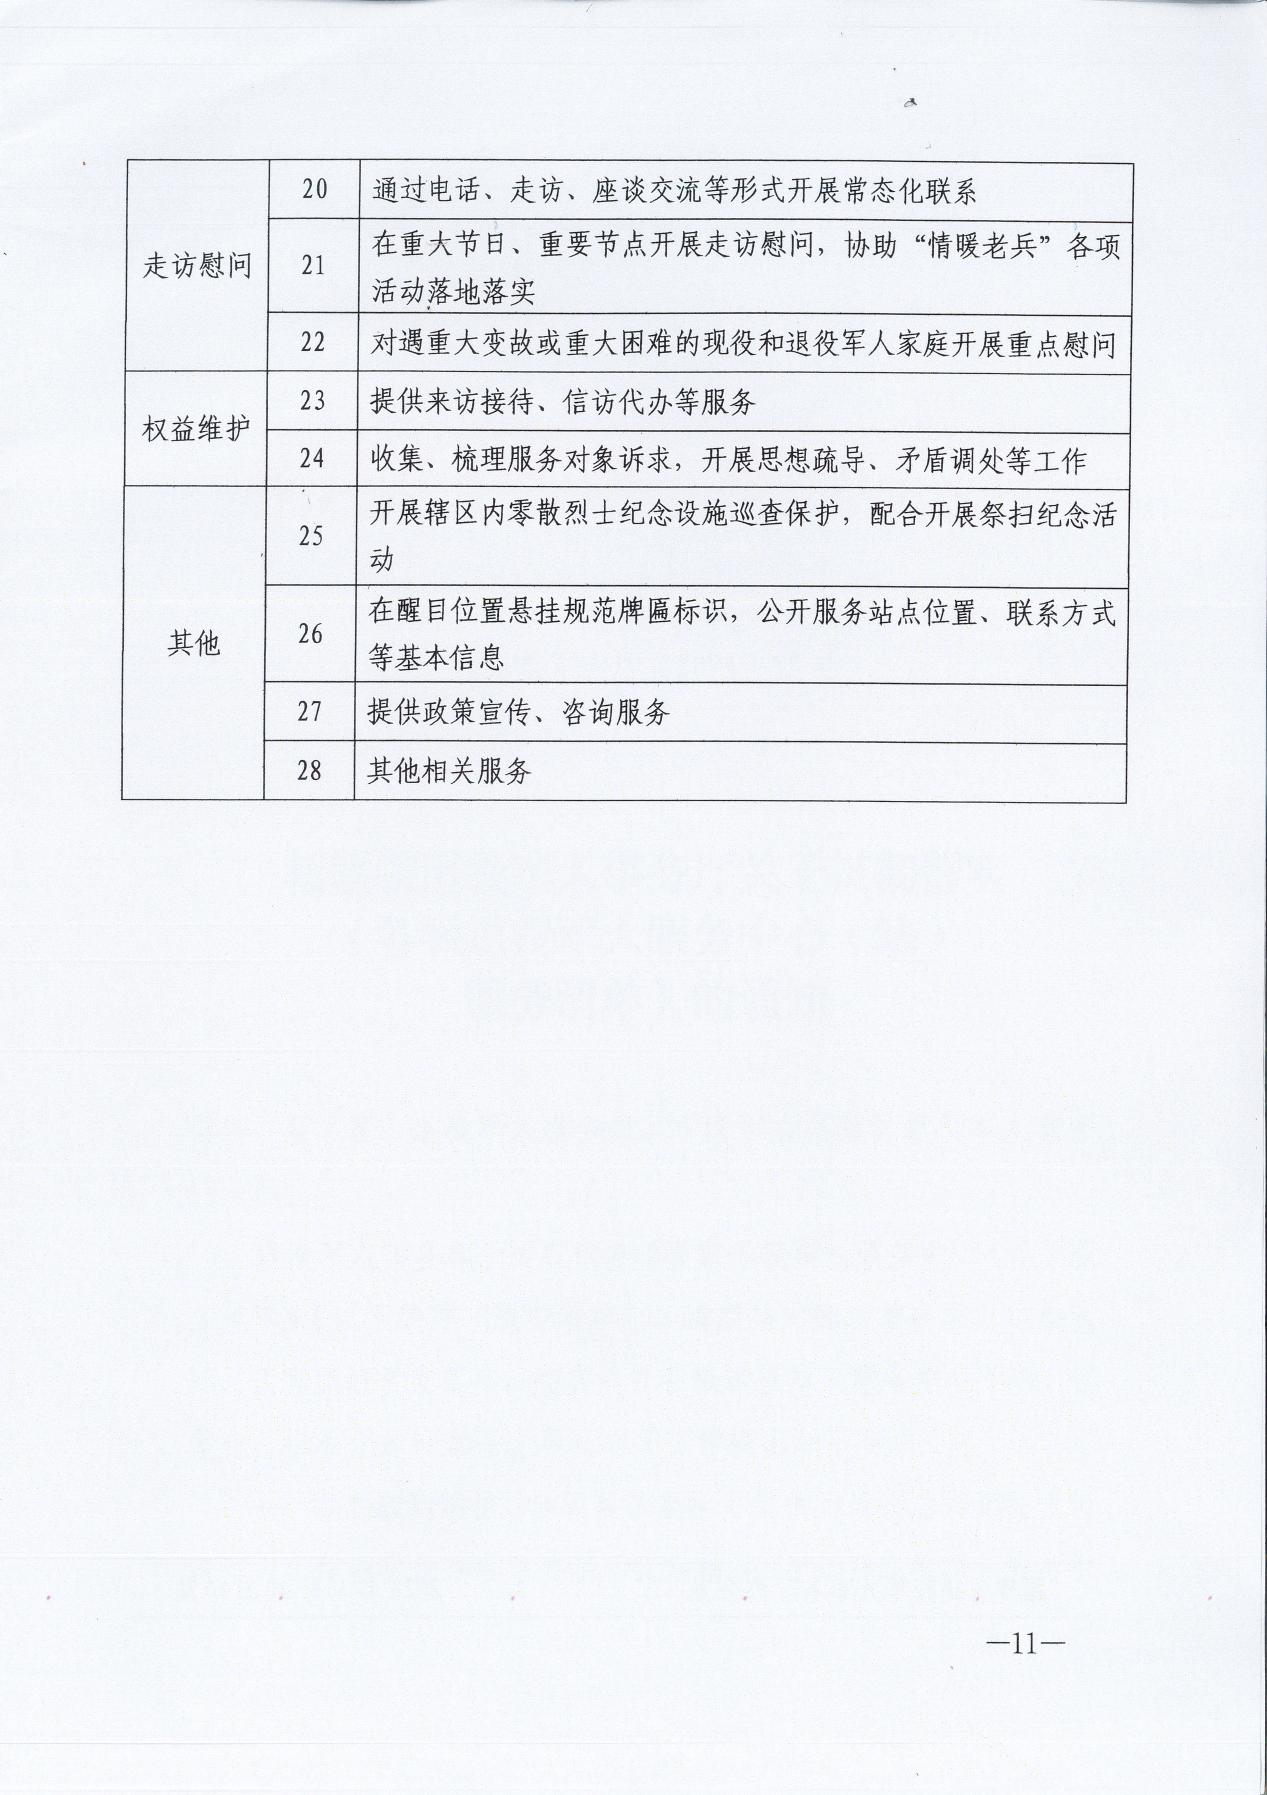 走访慰问
20
通过电话、走访、座谈交流等形式开展常态化联系
21
在重大节日、重要节点开展走访慰问，协助“情暖老兵”各项
活动落地落实
22
对遇重大变故或重大困难的现役和退役军人家庭开展重点慰问
权益维护
23
提供来访接待、信访代办等服务
24
收集、梳理服务对象诉求，开展思想疏导、矛盾调处等工作
其他
25
开展辖区内零散烈士纪念设施巡查保护，配合开展祭扫纪念活
动
26
在醒目位置悬挂规范牌匾标识，公开服务站点位置、联系方式
等基本信息
27
提供政策宣传、咨询服务
28
其他相关服务
—11—